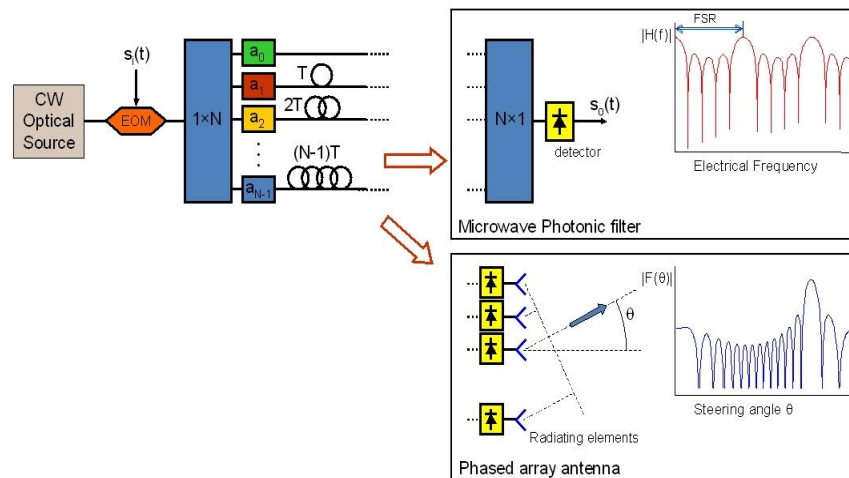 s_i(t)
CW
Optical
Source
EOM
1×N
a_0
a_1
T
a_2
2T
a_{N-1}
(N-1)T
N×1
s_o(t)
detector
|H(f)|
FSR
Electrical Frequency
Microwave Photonic filter
θ
Radiating elements
|F(θ)|
Steering angle θ
Phased array antenna